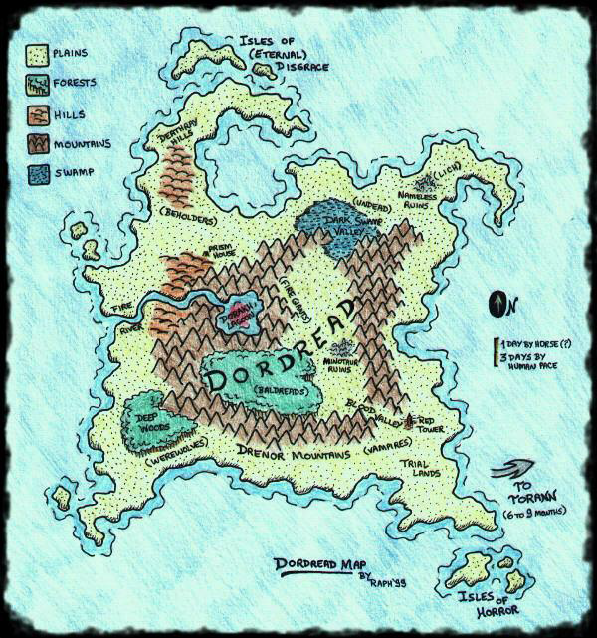 PLAINS
FORESTS
HILLS
MOUNTAINS
SWAMP
ISLES OF
(ETERNAL)
DISGRACE
DEATHRAY
HILLS
(BEHOLDERS)
(LICH)
NAMELESS
RUINS
(UNDEAD)
DARK SWAMP
VALLEY
PRISM
HOUSE
FIRE
RIVER
(FIRE GIANTS)
N
1 DAY BY HORSE (?)
3 DAYS BY
HUMAN PACE
DORDREAD
MINOTAUR
RUINS
(BALDREADS)
DEEP
WOODS
(WEREWOLVES)
BLOOD VALLEY
RED
TOWER
DRENOR MOUNTAINS
(VAMPIRES)
TRIAL
LANDS
TO
TORANN
(6 TO 9 MONTHS)
DORDREAD MAP
BY
RAPH'99
ISLES OF
HORROR